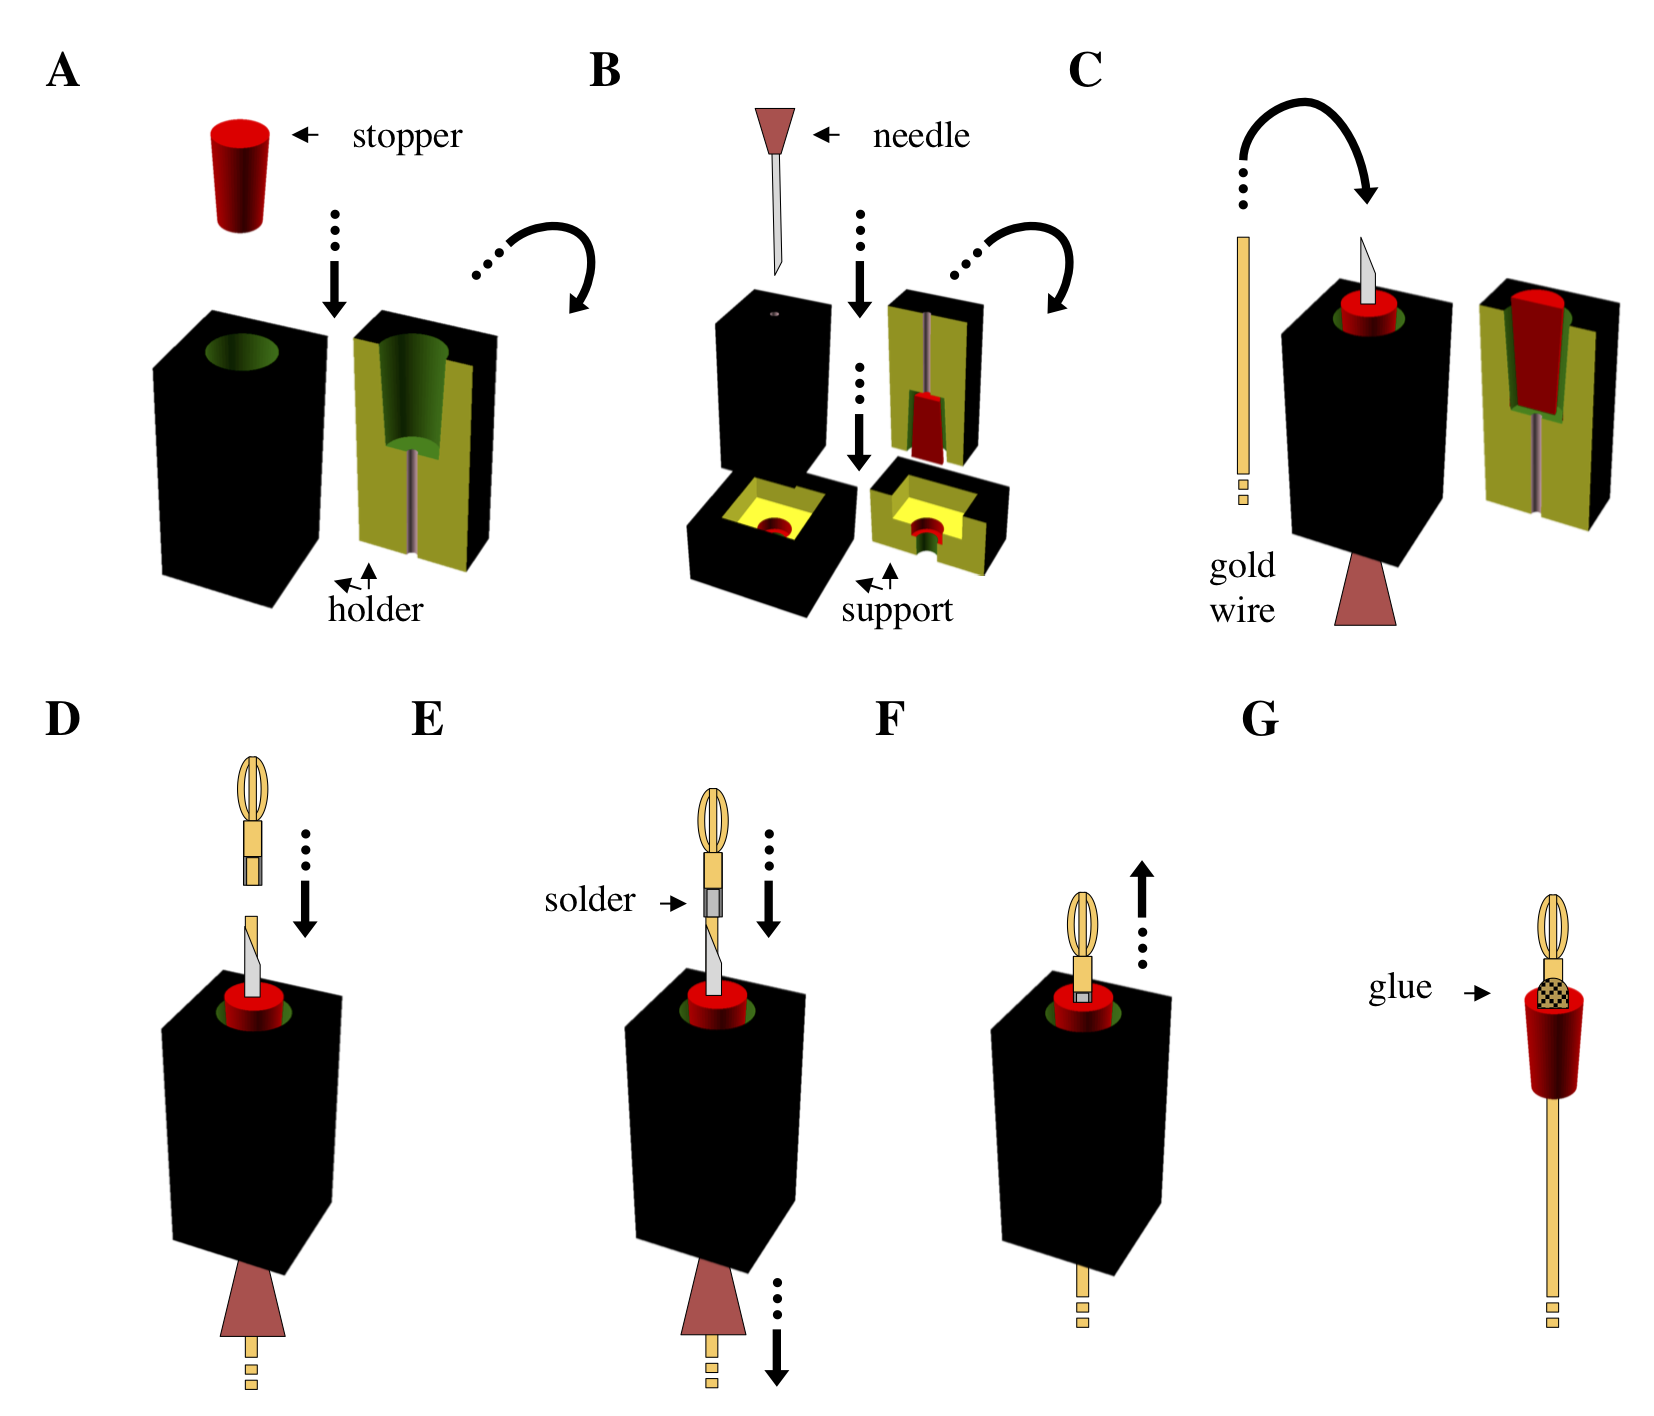 A
B
C
stopper
needle
holder
support
gold
wire
D
E
F
G
solder
glue